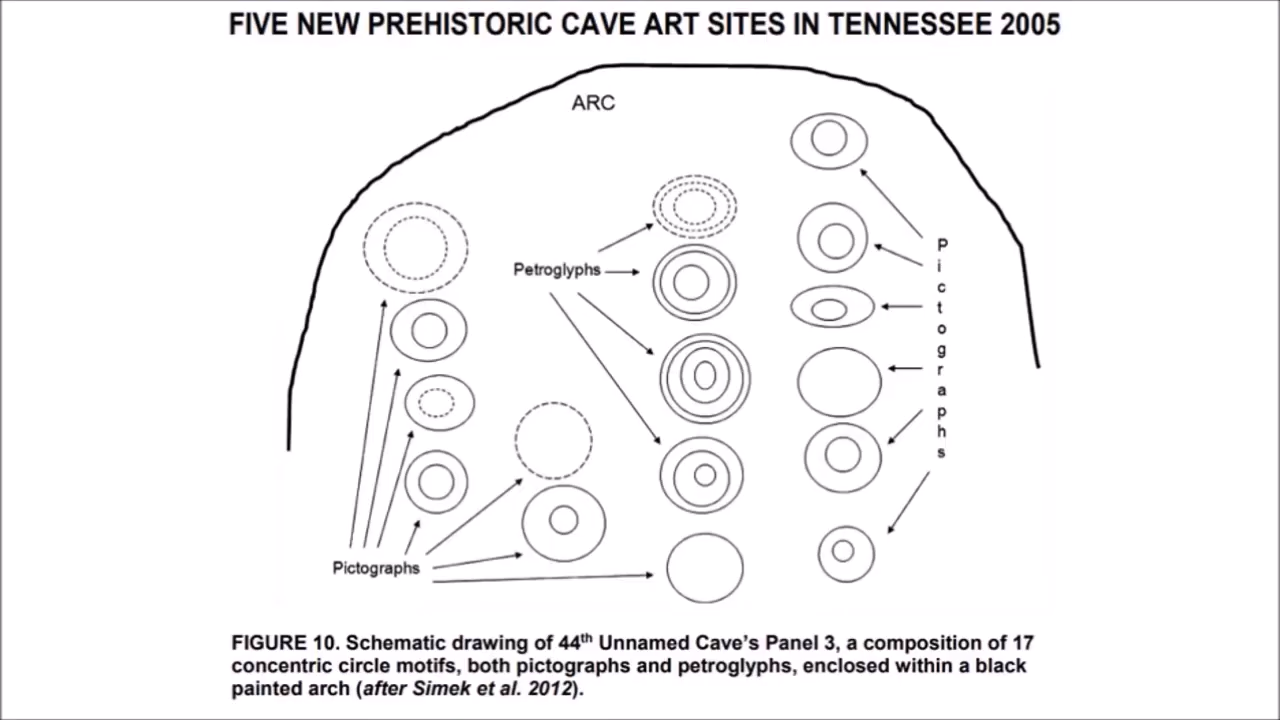 FIVE NEW PREHISTORIC CAVE ART SITES IN TENNESSEE 2005
ARC
Petroglyphs
Pictographs
Pictographs
FIGURE 10. Schematic drawing of 44th Unnamed Cave's Panel 3, a composition of 17
concentric circle motifs, both pictographs and petroglyphs, enclosed within a black
painted arch (after Simek et al. 2012).